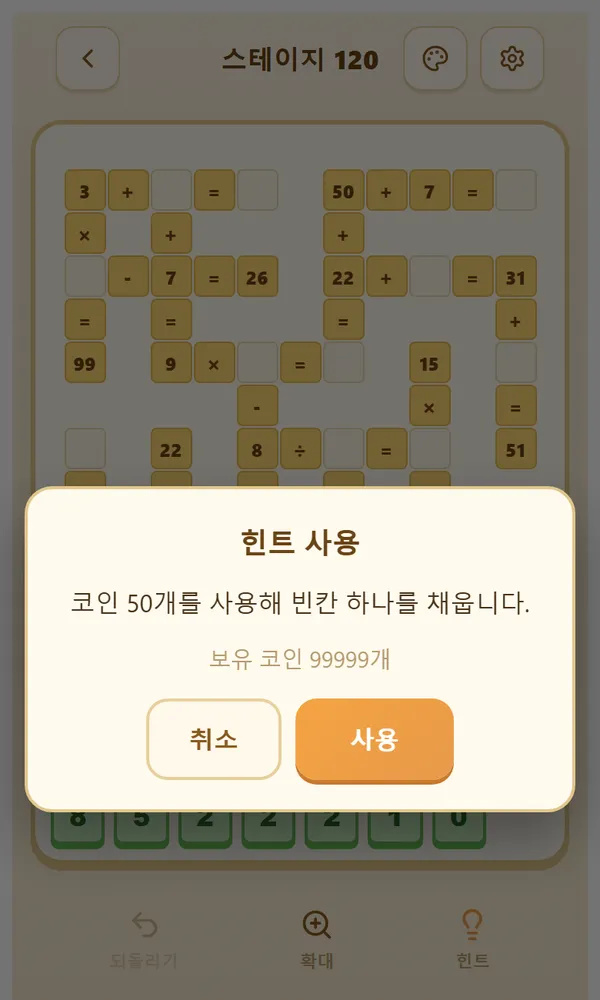 스테이지 120
3 + = 50 + 7 =
× + +
- 7 = 26 22 + = 31
= = = +
99 9 × = 15
- × =
22 8 ÷ = 51
힌트 사용
코인 50개를 사용해 빈칸 하나를 채웁니다.
보유 코인 99999개
취소 사용
8 5 2 2 2 1 0
되돌리기 확대 힌트